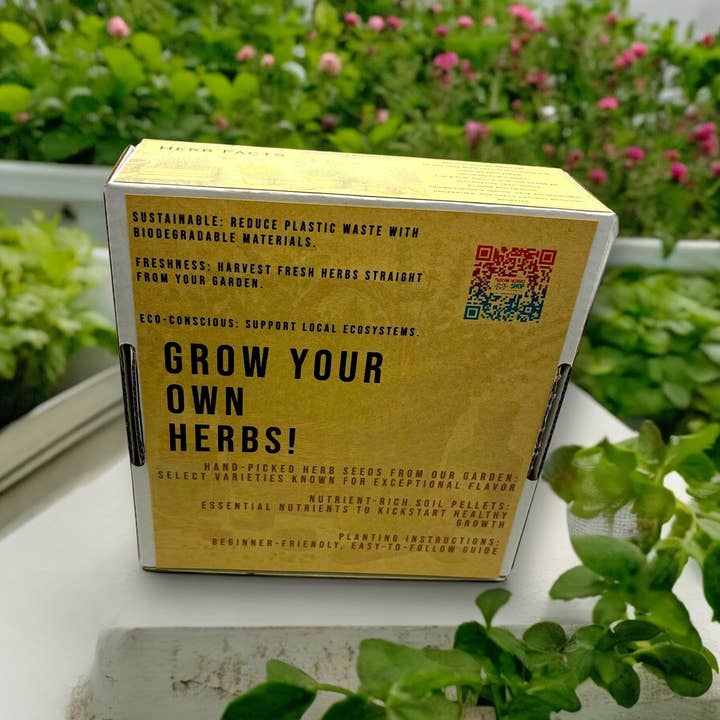 HERB FACTS
SUSTAINABLE: REDUCE PLASTIC WASTE WITH
BIODEGRADABLE MATERIALS.
FRESHNESS: HARVEST FRESH HERBS STRAIGHT
FROM YOUR GARDEN.
ECO-CONSCIOUS: SUPPORT LOCAL ECOSYSTEMS.
GROW YOUR
OWN
HERBS!
HAND-PICKED HERB SEEDS FROM OUR GARDEN:
SELECT VARIETIES KNOWN FOR EXCEPTIONAL FLAVOR
NUTRIENT-RICH SOIL PELLETS:
ESSENTIAL NUTRIENTS TO KICKSTART HEALTHY
GROWTH
PLANTING INSTRUCTIONS:
BEGINNER-FRIENDLY, EASY-TO-FOLLOW GUIDE